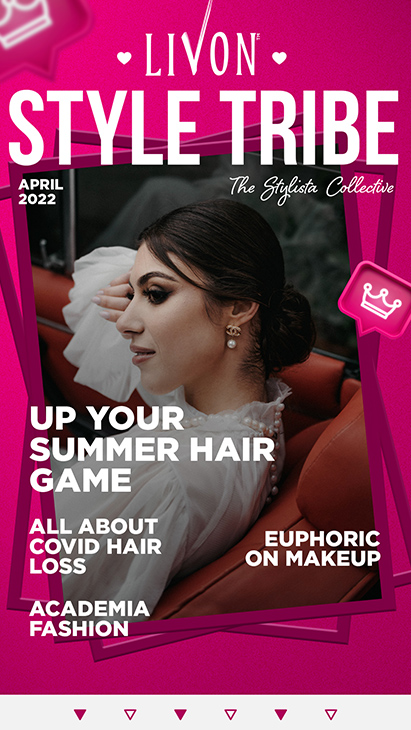 LIVON™
STYLE TRIBE
APRIL
2022
The Stylista Collective
UP YOUR
SUMMER HAIR
GAME
ALL ABOUT
COVID HAIR
LOSS
EUPHORIC
ON MAKEUP
ACADEMIA
FASHION